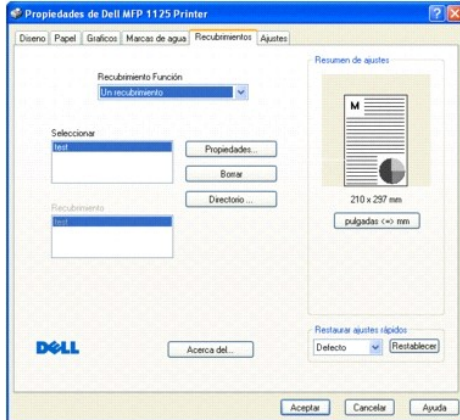 Propiedades de Dell MFP 1125 Printer
Diseno Papel Graficos Marcas de agua Recubrimientos Ajustes
Recubrimiento Función
Un recubrimiento
Seleccionar
test
Propiedades...
Borrar
Directorio ...
Recubrimiento
test
Resumen de ajustes
M
210 x 297 mm
pulgadas <=> mm
Restaurar ajustes rápidos
Defecto Restablecer
DELL
Acerca del...
Aceptar Cancelar Ayuda